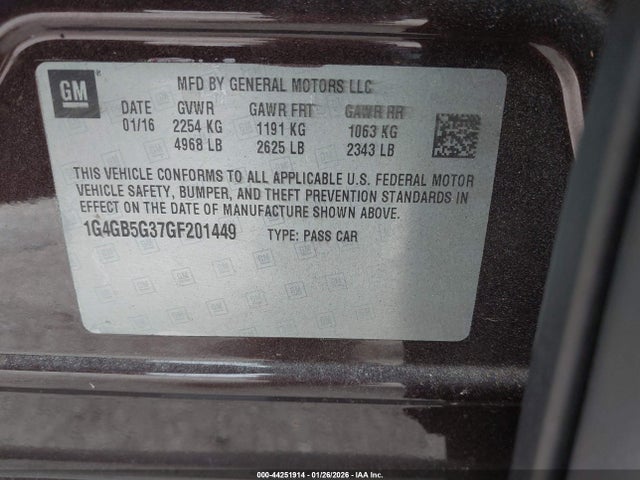 GM
MFD BY GENERAL MOTORS LLC
DATE GVWR GAWR FRT GAWR RR
01/16 2254 KG 1191 KG 1063 KG
4968 LB 2625 LB 2343 LB
THIS VEHICLE CONFORMS TO ALL APPLICABLE U.S. FEDERAL MOTOR
VEHICLE SAFETY, BUMPER, AND THEFT PREVENTION STANDARDS IN
EFFECT ON THE DATE OF MANUFACTURE SHOWN ABOVE.
1G4GB5G37GF201449 TYPE: PASS CAR
000-44251914 - 01/26/2026 - IAA Inc.